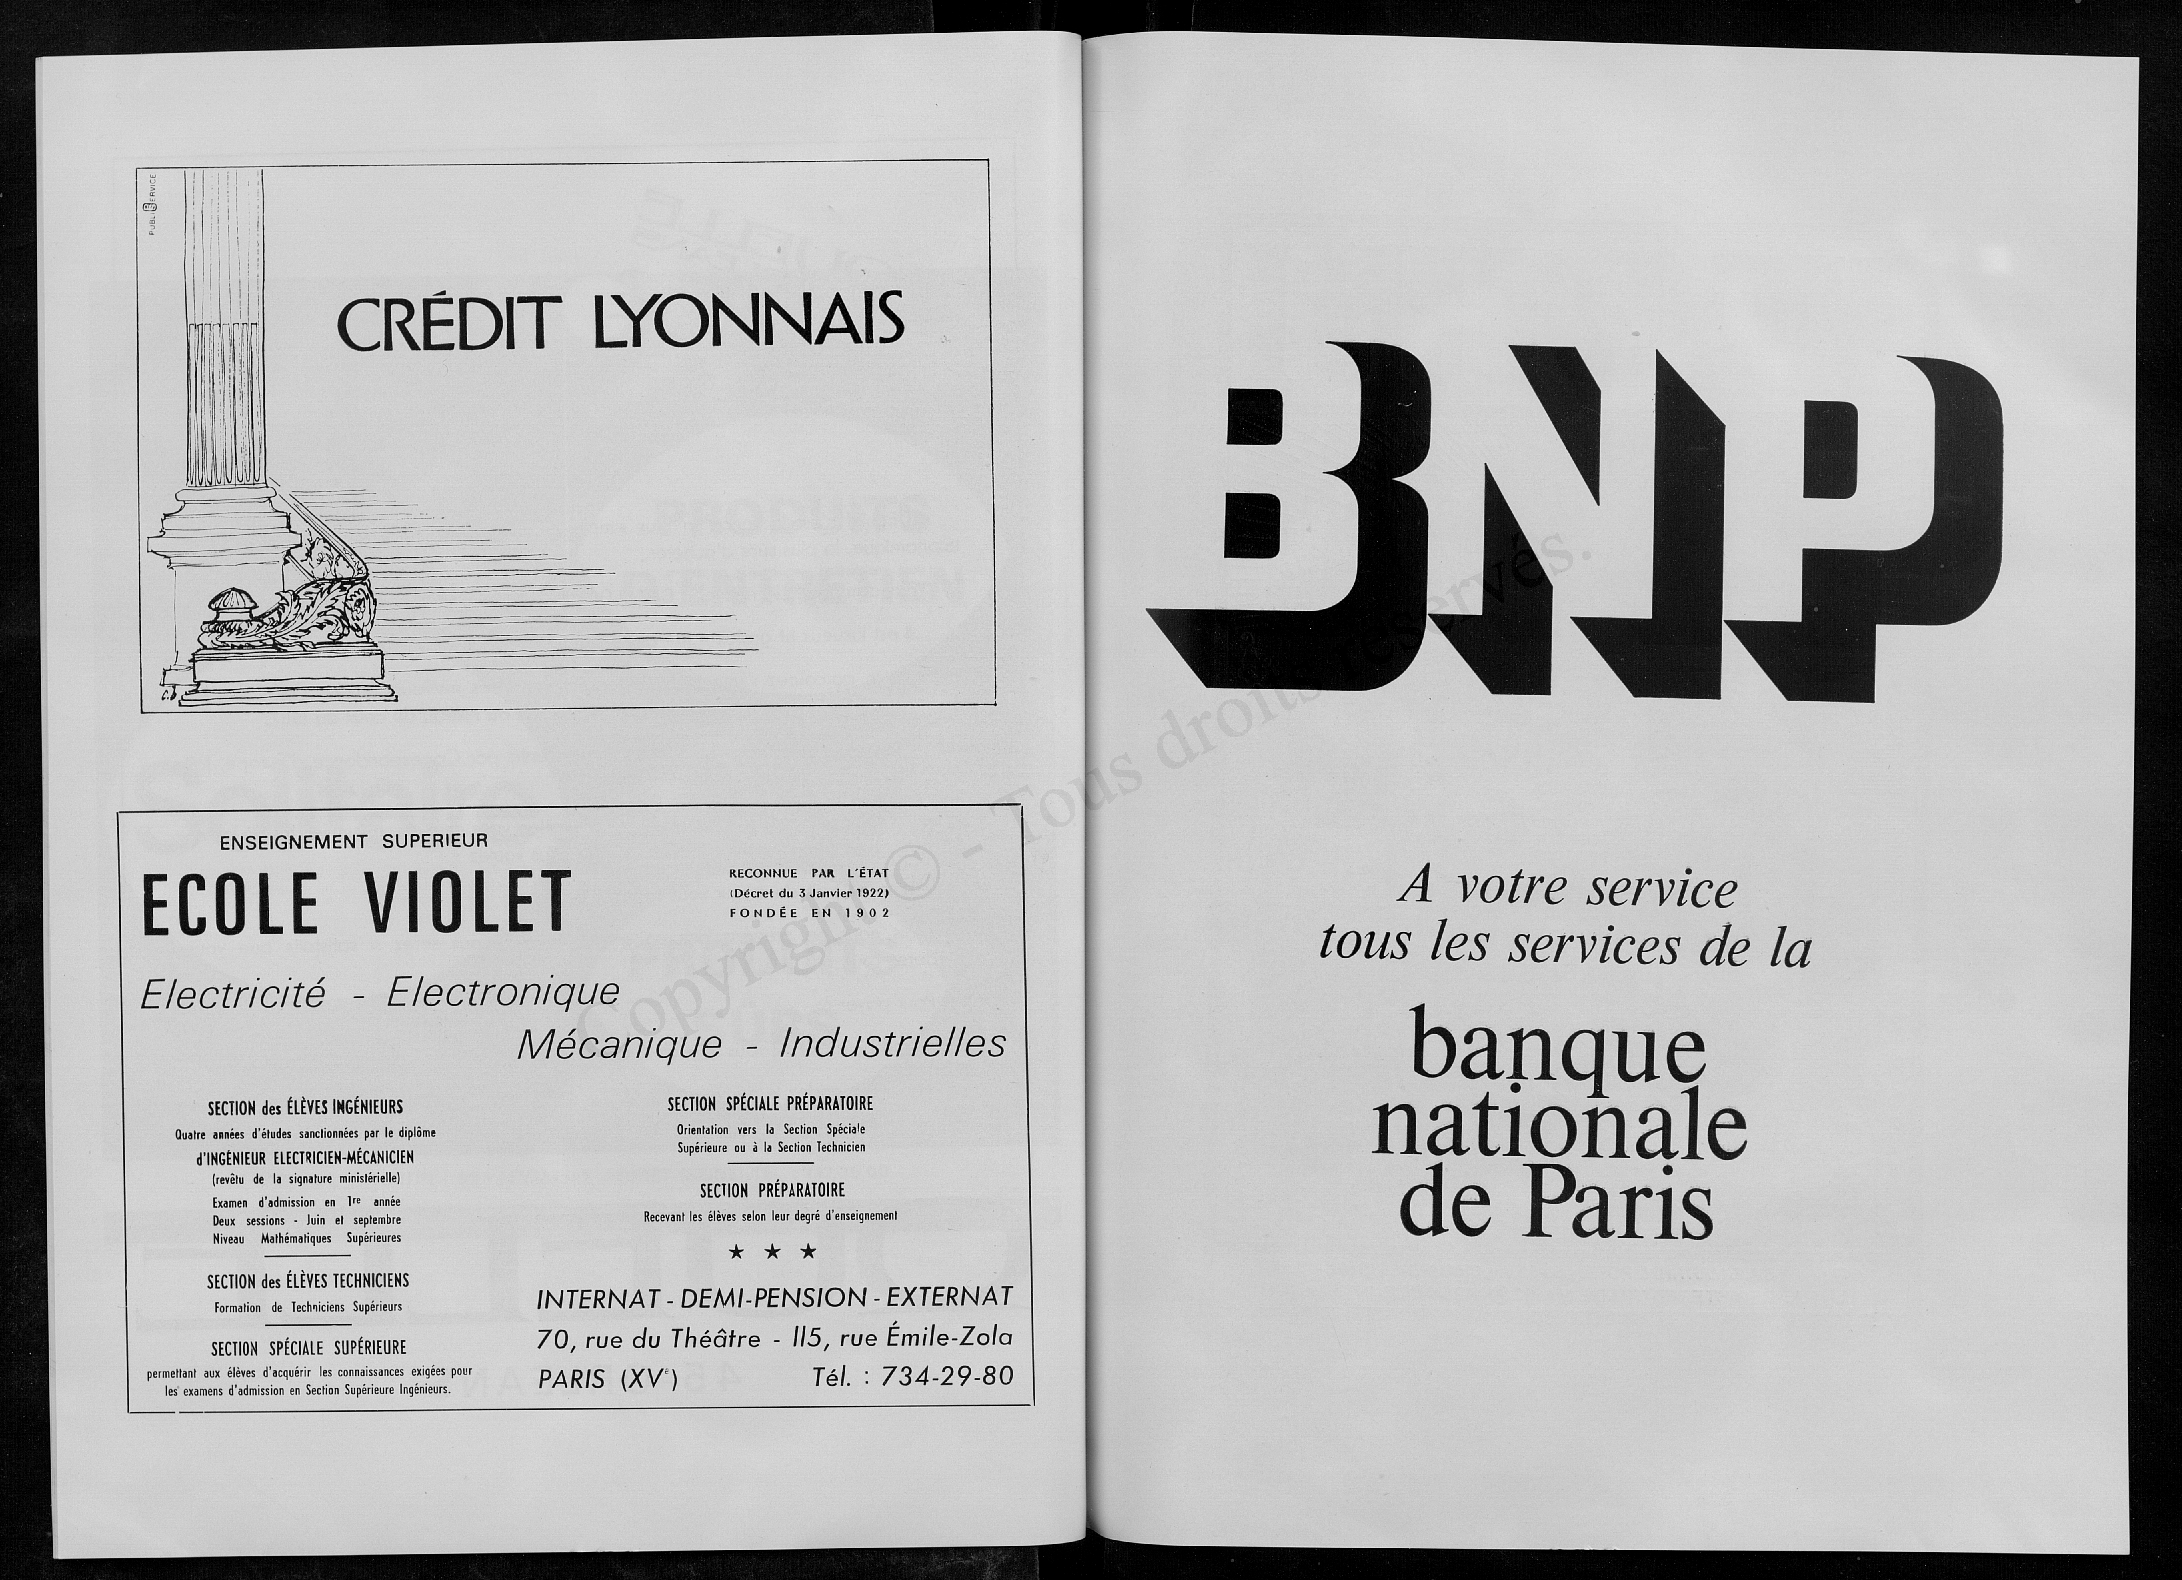 PUBLI SERVICE
CRÉDIT LYONNAIS
ENSEIGNEMENT SUPERIEUR
ECOLE VIOLET
RECONNUE PAR L'ÉTAT
(Décret du 3 Janvier 1922)
FONDÉE EN 1902
Electricité - Electronique
Mécanique - Industrielles
SECTION des ÉLÈVES INGÉNIEURS
Quatre années d'études sanctionnées par le diplôme
d'INGÉNIEUR ELECTRICIEN-MÉCANICIEN
(revêtu de la signature ministérielle)
Examen d'admission en 1re année
Deux sessions - Juin et septembre
Niveau Mathématiques Supérieures
SECTION des ÉLÈVES TECHNICIENS
Formation de Techniciens Supérieurs
SECTION SPÉCIALE SUPÉRIEURE
permettant aux élèves d'acquérir les connaissances exigées pour
les examens d'admission en Section Supérieure Ingénieurs.
SECTION SPÉCIALE PRÉPARATOIRE
Orientation vers la Section Spéciale
Supérieure ou à la Section Technicien
SECTION PRÉPARATOIRE
Recevant les élèves selon leur degré d'enseignement
★ ★ ★
INTERNAT - DEMI-PENSION - EXTERNAT
70, rue du Théâtre - 115, rue Émile-Zola
PARIS (XVe) Tél. : 734-29-80
BNP
A votre service
tous les services de la
banque
nationale
de Paris
Copyright © - Tous droits réservés.